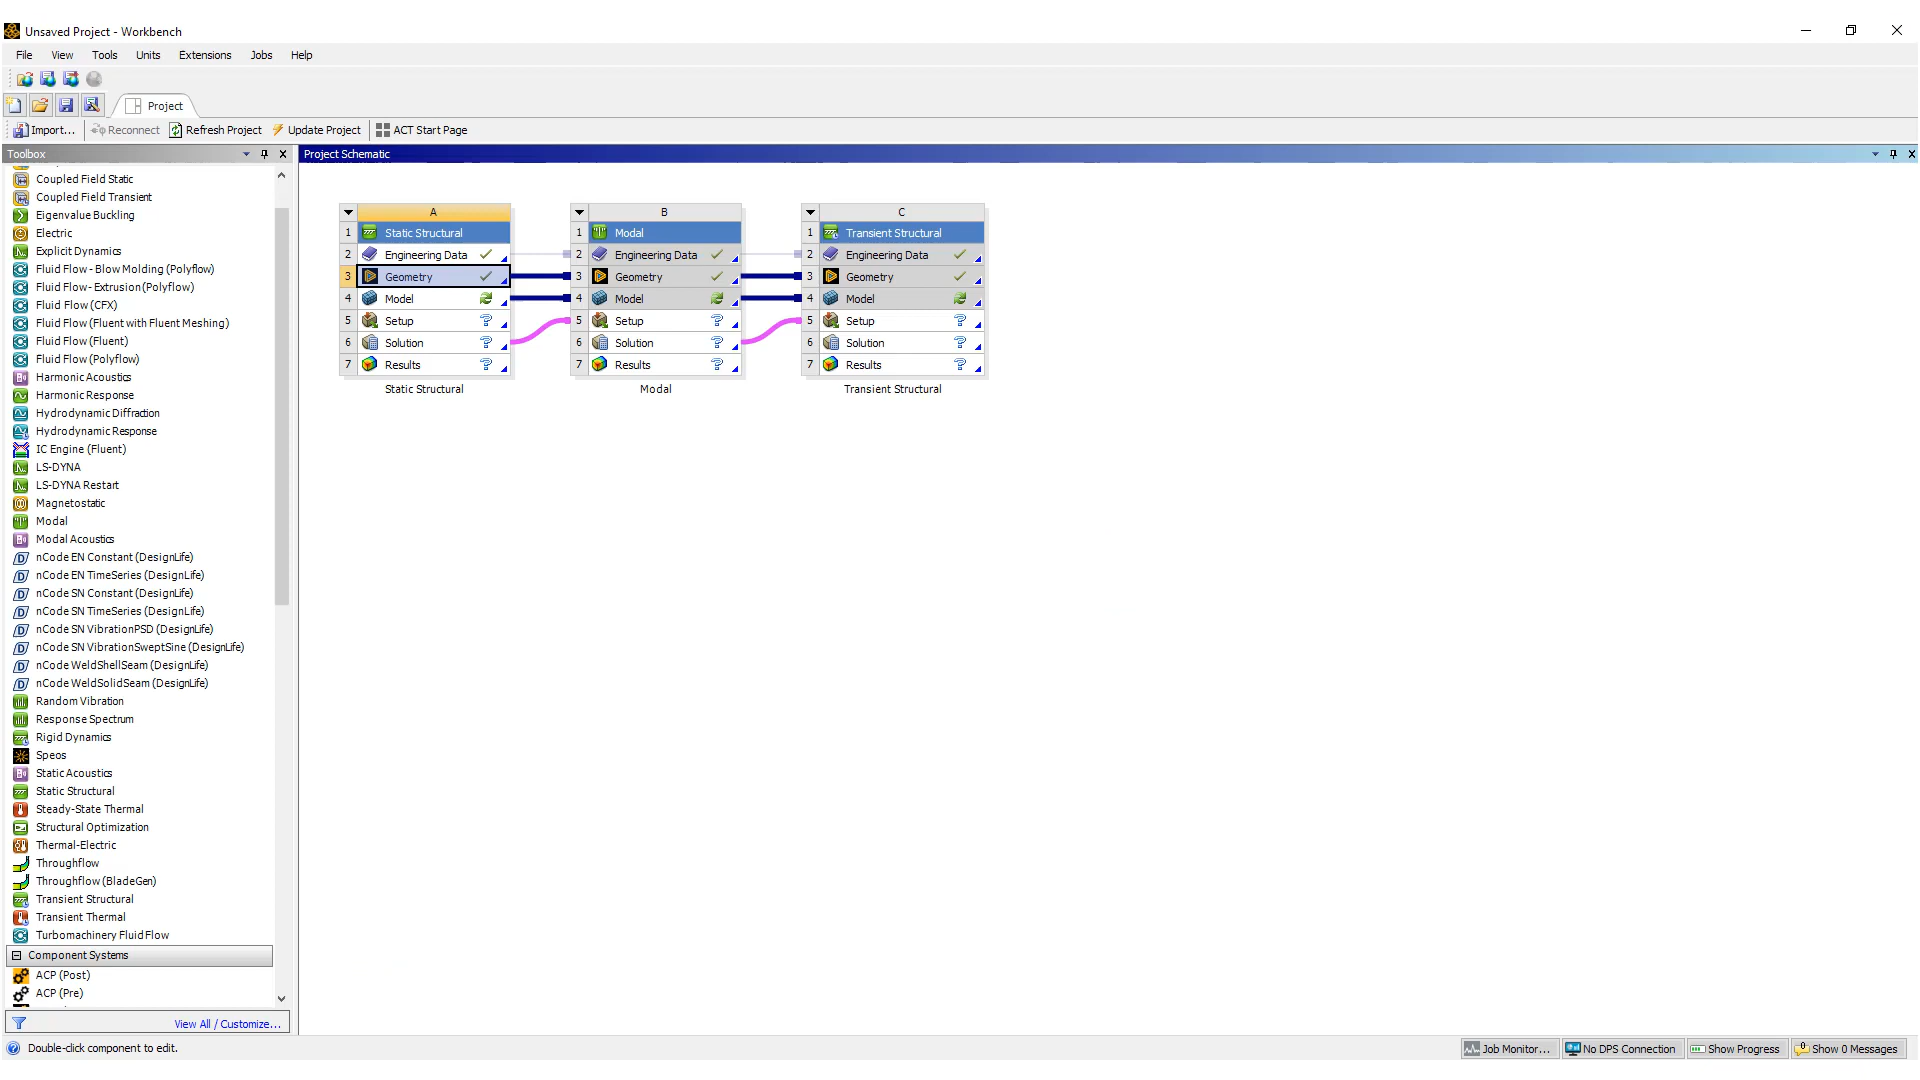 Unsaved Project - Workbench
File View Tools Units Extensions Jobs Help
Project
Import... Reconnect Refresh Project Update Project ACT Start Page
Toolbox
Coupled Field Static
Coupled Field Transient
Eigenvalue Buckling
Electric
Explicit Dynamics
Fluid Flow - Blow Molding (Polyflow)
Fluid Flow - Extrusion (Polyflow)
Fluid Flow (CFX)
Fluid Flow (Fluent with Fluent Meshing)
Fluid Flow (Fluent)
Fluid Flow (Polyflow)
Harmonic Acoustics
Harmonic Response
Hydrodynamic Diffraction
Hydrodynamic Response
IC Engine (Fluent)
LS-DYNA
LS-DYNA Restart
Magnetostatic
Modal
Modal Acoustics
nCode EN Constant (DesignLife)
nCode EN TimeSeries (DesignLife)
nCode SN Constant (DesignLife)
nCode SN TimeSeries (DesignLife)
nCode SN VibrationPSD (DesignLife)
nCode SN VibrationSweptSine (DesignLife)
nCode WeldShellSeam (DesignLife)
nCode WeldSolidSeam (DesignLife)
Random Vibration
Response Spectrum
Rigid Dynamics
Speos
Static Acoustics
Static Structural
Steady-State Thermal
Structural Optimization
Thermal-Electric
Throughflow
Throughflow (BladeGen)
Transient Structural
Transient Thermal
Turbomachinery Fluid Flow
Component Systems
ACP (Post)
ACP (Pre)
View All / Customize...
Project Schematic
A
1 Static Structural
2 Engineering Data
3 Geometry
4 Model
5 Setup
6 Solution
7 Results
Static Structural
B
1 Modal
2 Engineering Data
3 Geometry
4 Model
5 Setup
6 Solution
7 Results
Modal
C
1 Transient Structural
2 Engineering Data
3 Geometry
4 Model
5 Setup
6 Solution
7 Results
Transient Structural
Double-click component to edit.
Job Monitor... No DPS Connection Show Progress Show 0 Messages